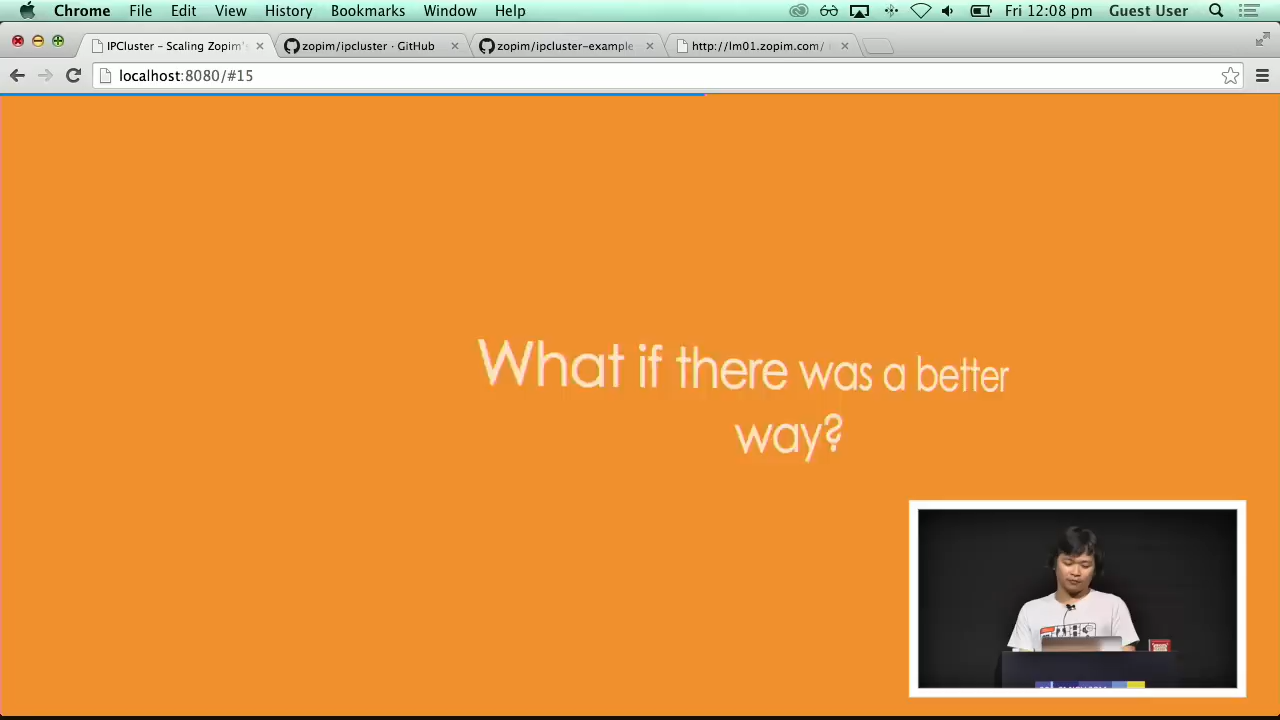 Chrome File Edit View History Bookmarks Window Help Fri 12:08 pm Guest User
IPCluster – Scaling Zopim's zopim/ipcluster · GitHub zopim/ipcluster-example http://lm01.zopim.com/
localhost:8080/#15
What if there was a better
way?